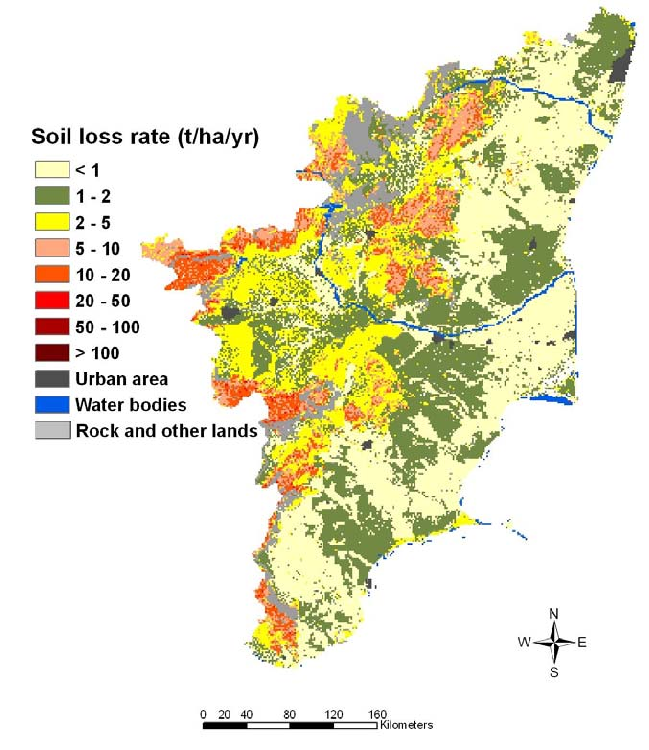 Soil loss rate (t/ha/yr)
< 1
1 - 2
2 - 5
5 - 10
10 - 20
20 - 50
50 - 100
> 100
Urban area
Water bodies
Rock and other lands
N
W E
S
0 20 40 80 120 160
Kilometers